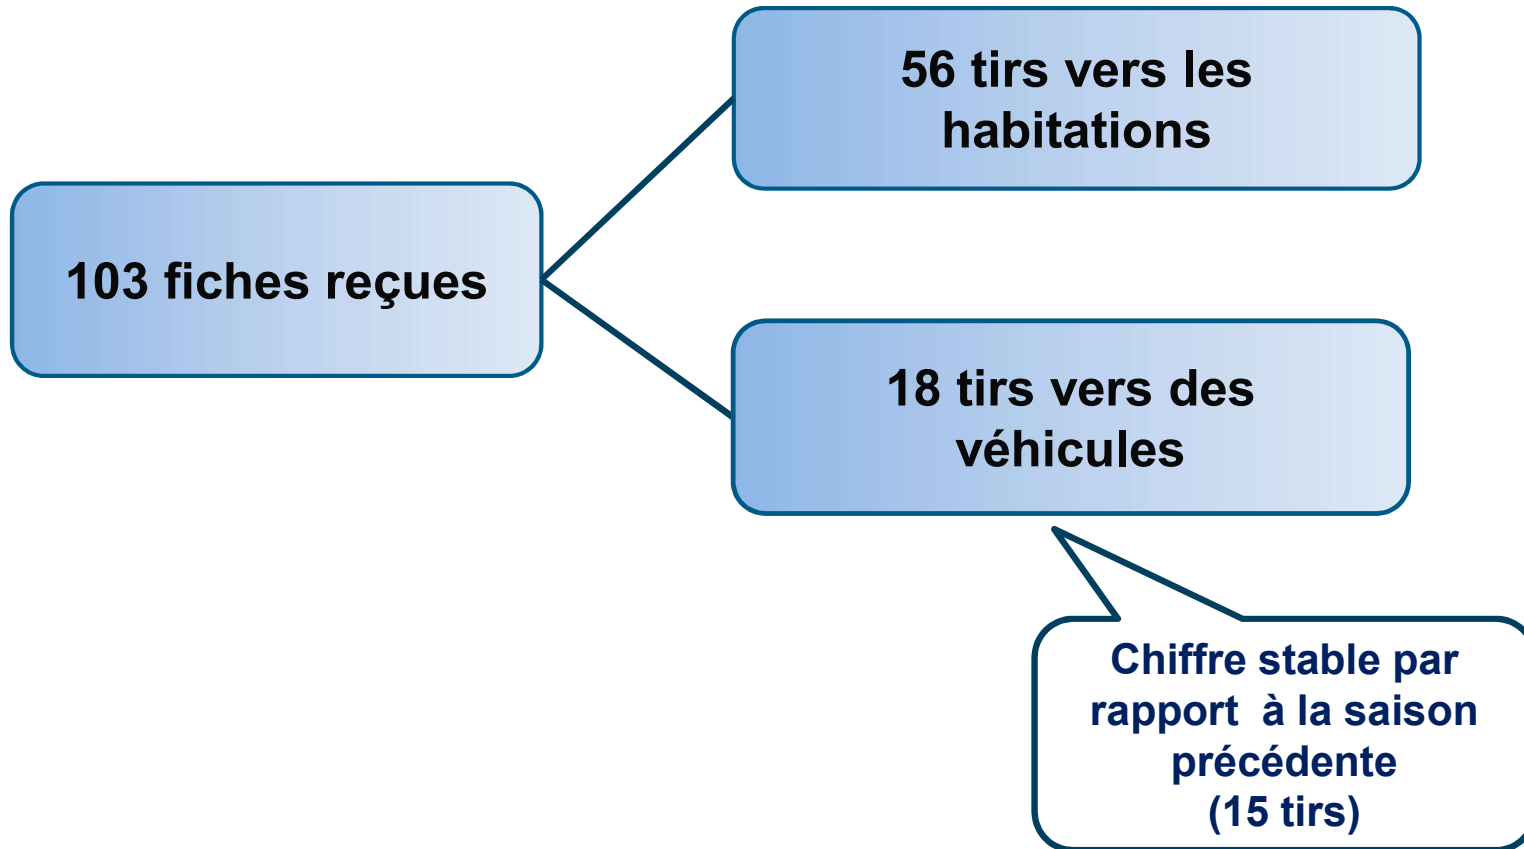 56 tirs vers les
habitations
103 fiches reçues
18 tirs vers des
véhicules
Chiffre stable par
rapport à la saison
précédente
(15 tirs)